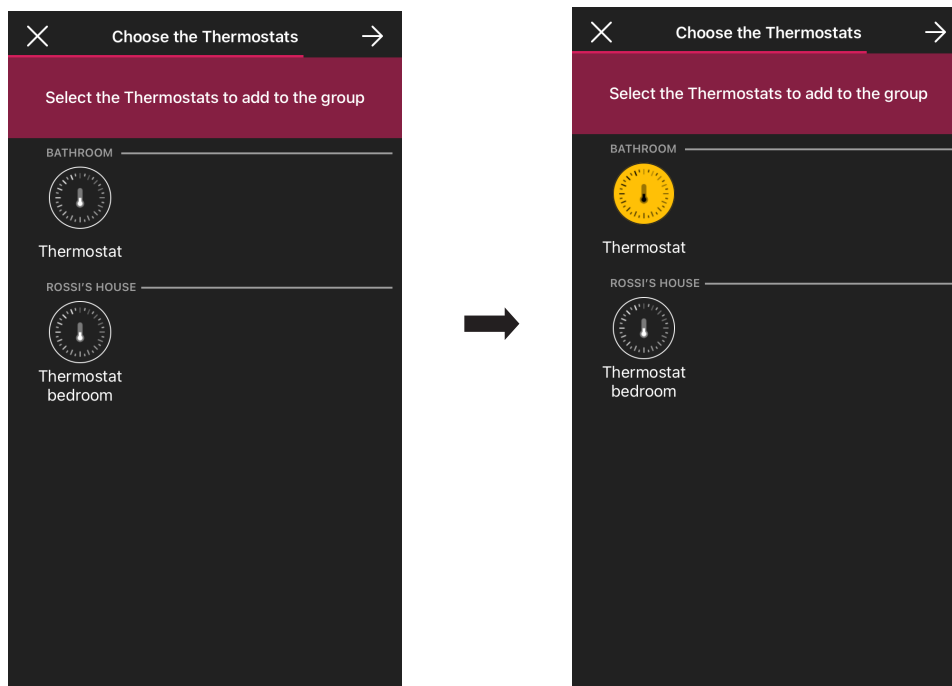 Choose the Thermostats
Select the Thermostats to add to the group
BATHROOM
Thermostat
ROSSI'S HOUSE
Thermostat
bedroom
Choose the Thermostats
Select the Thermostats to add to the group
BATHROOM
Thermostat
ROSSI'S HOUSE
Thermostat
bedroom